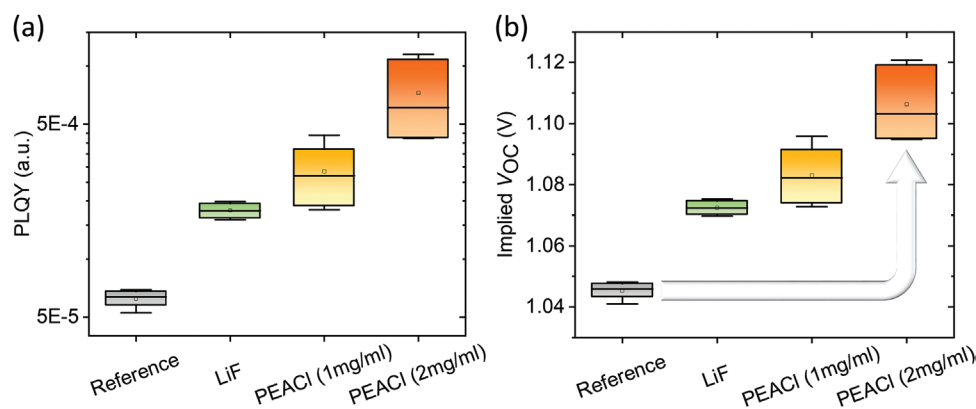 (a)
PLQY (a.u.)
5E-4
5E-5
Reference
LiF
PEACl (1mg/ml)
PEACl (2mg/ml)
(b)
Implied VOC (V)
1.12
1.10
1.08
1.06
1.04
Reference
LiF
PEACl (1mg/ml)
PEACl (2mg/ml)